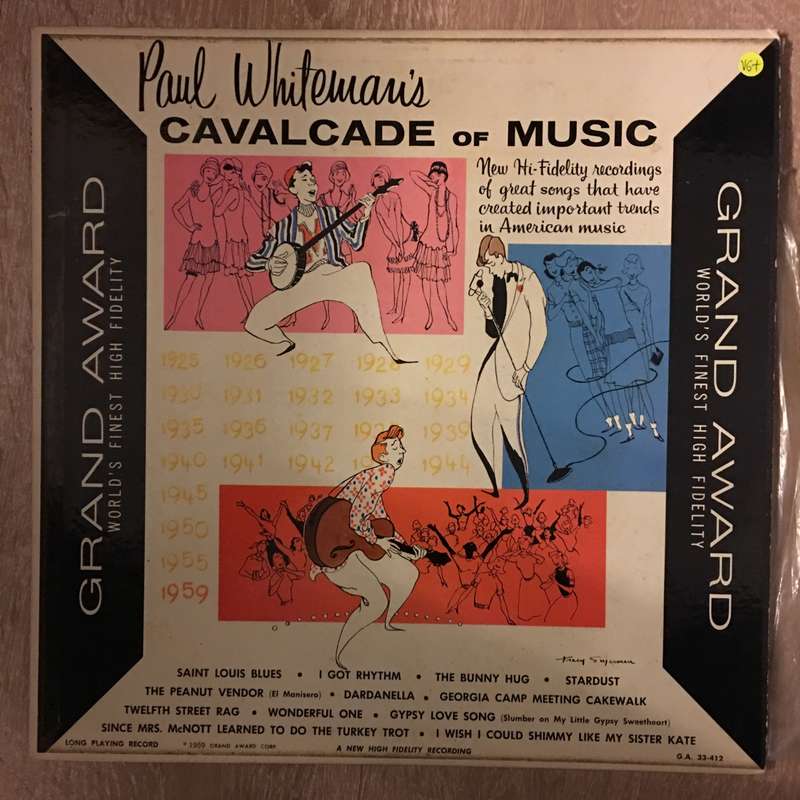 VG+
Paul Whiteman's
CAVALCADE OF MUSIC
New Hi-Fidelity recordings
of great songs that have
created important trends
in American music
GRAND AWARD
WORLD'S FINEST HIGH FIDELITY
GRAND AWARD
WORLD'S FINEST HIGH FIDELITY
1925 1926 1927 1928 1929
1930 1931 1932 1933 1934
1935 1936 1937 1939
1940 1941 1942 1944
1945
1950
1955
1959
SAINT LOUIS BLUES • I GOT RHYTHM • THE BUNNY HUG • STARDUST
THE PEANUT VENDOR (El Manisero) • DARDANELLA • GEORGIA CAMP MEETING CAKEWALK
TWELFTH STREET RAG • WONDERFUL ONE • GYPSY LOVE SONG (Slumber on My Little Gypsy Sweetheart)
SINCE MRS. McNOTT LEARNED TO DO THE TURKEY TROT • I WISH I COULD SHIMMY LIKE MY SISTER KATE
LONG PLAYING RECORD ° 1959 GRAND AWARD CORP. A NEW HIGH FIDELITY RECORDING G.A. 33-412